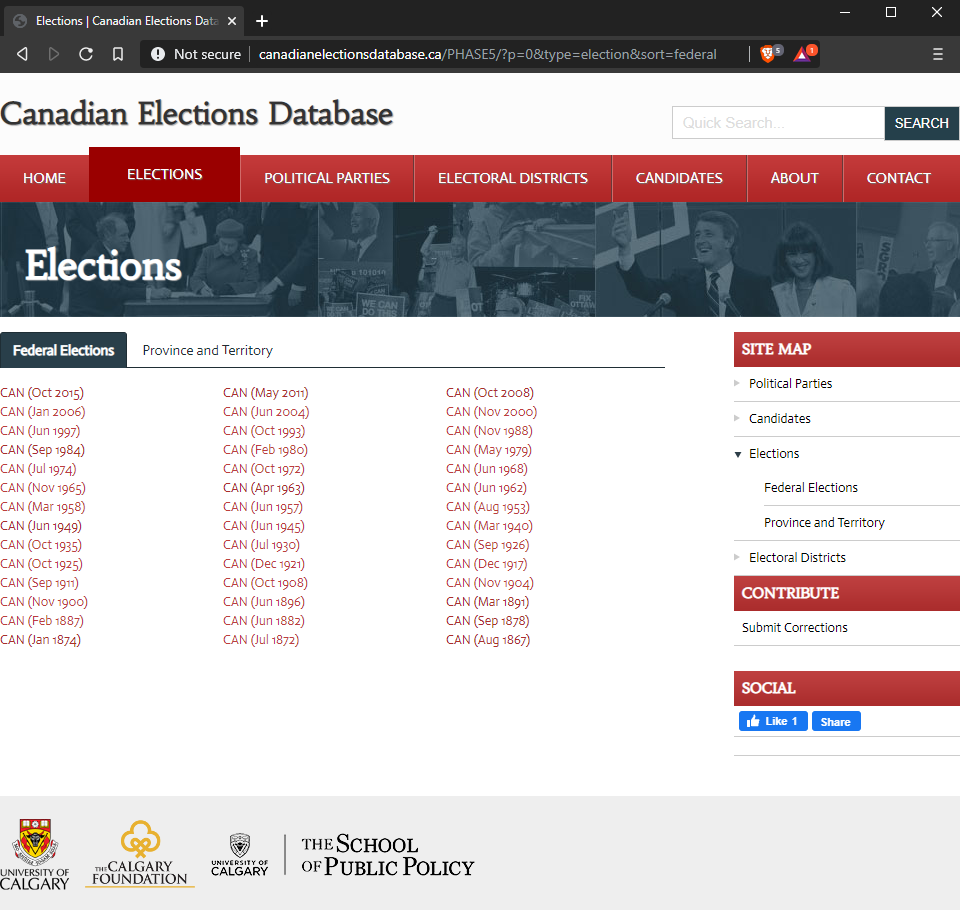 Elections | Canadian Elections Data
Not secure canadianelectionsdatabase.ca/PHASE5/?p=0&type=election&sort=federal 5 1
Canadian Elections Database
Quick Search... SEARCH
HOME ELECTIONS POLITICAL PARTIES ELECTORAL DISTRICTS CANDIDATES ABOUT CONTACT
Elections
WE CAN
DO THIS
FIX
OTTAWA
Federal Elections Province and Territory
CAN (Oct 2015) CAN (May 2011) CAN (Oct 2008)
CAN (Jan 2006) CAN (Jun 2004) CAN (Nov 2000)
CAN (Jun 1997) CAN (Oct 1993) CAN (Nov 1988)
CAN (Sep 1984) CAN (Feb 1980) CAN (May 1979)
CAN (Jul 1974) CAN (Oct 1972) CAN (Jun 1968)
CAN (Nov 1965) CAN (Apr 1963) CAN (Jun 1962)
CAN (Mar 1958) CAN (Jun 1957) CAN (Aug 1953)
CAN (Jun 1949) CAN (Jun 1945) CAN (Mar 1940)
CAN (Oct 1935) CAN (Jul 1930) CAN (Sep 1926)
CAN (Oct 1925) CAN (Dec 1921) CAN (Dec 1917)
CAN (Sep 1911) CAN (Oct 1908) CAN (Nov 1904)
CAN (Nov 1900) CAN (Jun 1896) CAN (Mar 1891)
CAN (Feb 1887) CAN (Jun 1882) CAN (Sep 1878)
CAN (Jan 1874) CAN (Jul 1872) CAN (Aug 1867)
SITE MAP
Political Parties
Candidates
Elections
Federal Elections
Province and Territory
Electoral Districts
CONTRIBUTE
Submit Corrections
SOCIAL
Like 1 Share
UNIVERSITY OF
CALGARY
THE CALGARY
FOUNDATION
UNIVERSITY OF
CALGARY
THE SCHOOL
OF PUBLIC POLICY